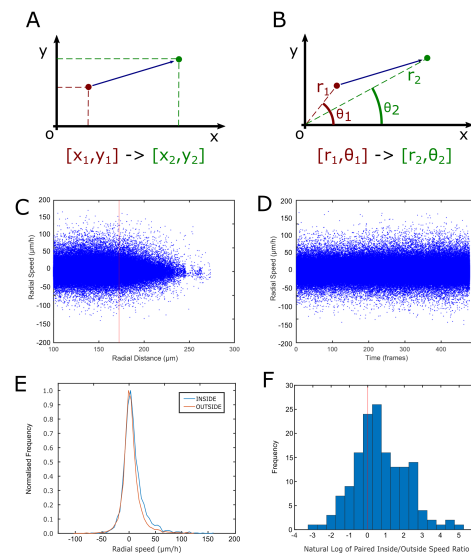 A
y
o
x
[x1,y1] -> [x2,y2]
B
y
r1
r2
θ1
θ2
o
x
[r1,θ1] -> [r2,θ2]
C
Radial Speed (µm/h)
200
150
100
50
0
-50
-100
-150
-200
100 150 200 250 300
Radial Distance (µm)
D
Radial Speed (µm/h)
200
150
100
50
0
-50
-100
-150
-200
0 100 200 300 400
Time (frames)
E
Normalised Frequency
1.0
0.9
0.8
0.7
0.6
0.5
0.4
0.3
0.2
0.1
0.0
INSIDE
OUTSIDE
-50 0 50 100 150
Radial speed (µm/h)
F
Frequency
30
25
20
15
10
5
0
-4 -3 -2 -1 0 1 2 3 4 5
Natural Log of Paired Inside/Outside Speed Ratio